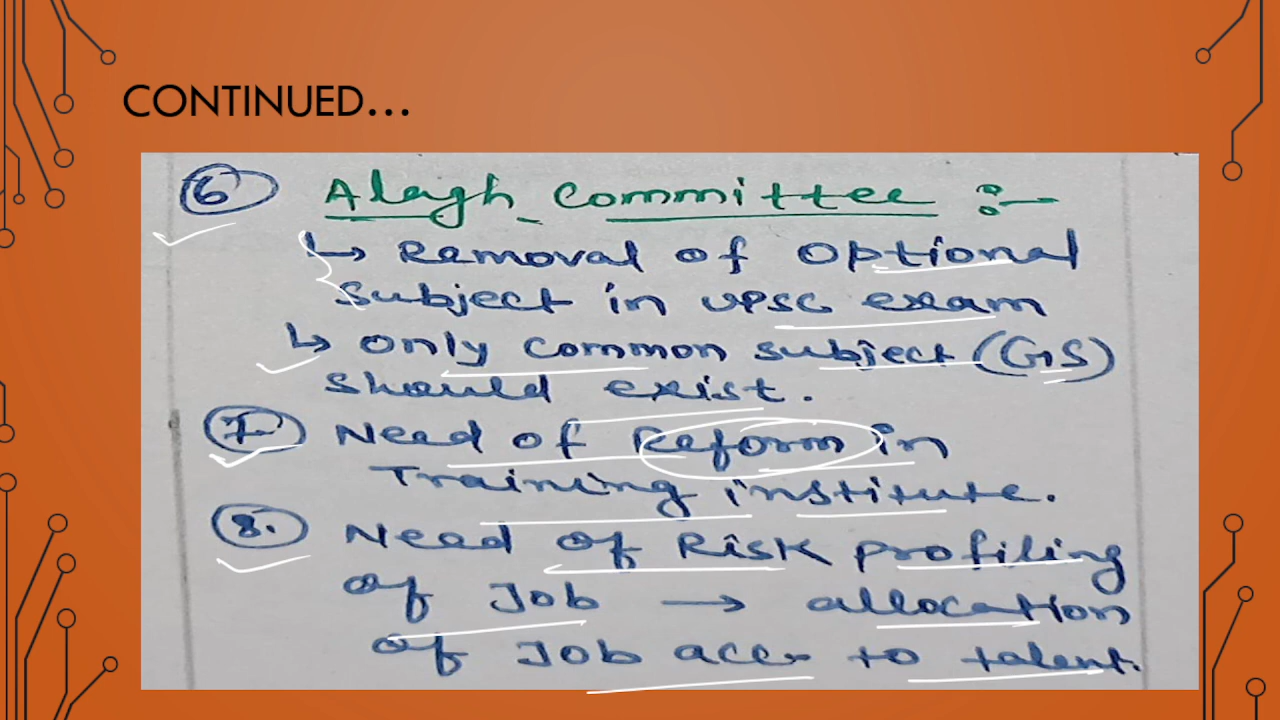 CONTINUED...
6 Alagh Committee :-
↳ Removal of Optional
Subject in UPSC exam
↳ only common subject (GS)
should exist.
7. Need of Reform in
Training institute.
8. Need of Risk profiling
of Job → allocation
of Job acc. to talent.